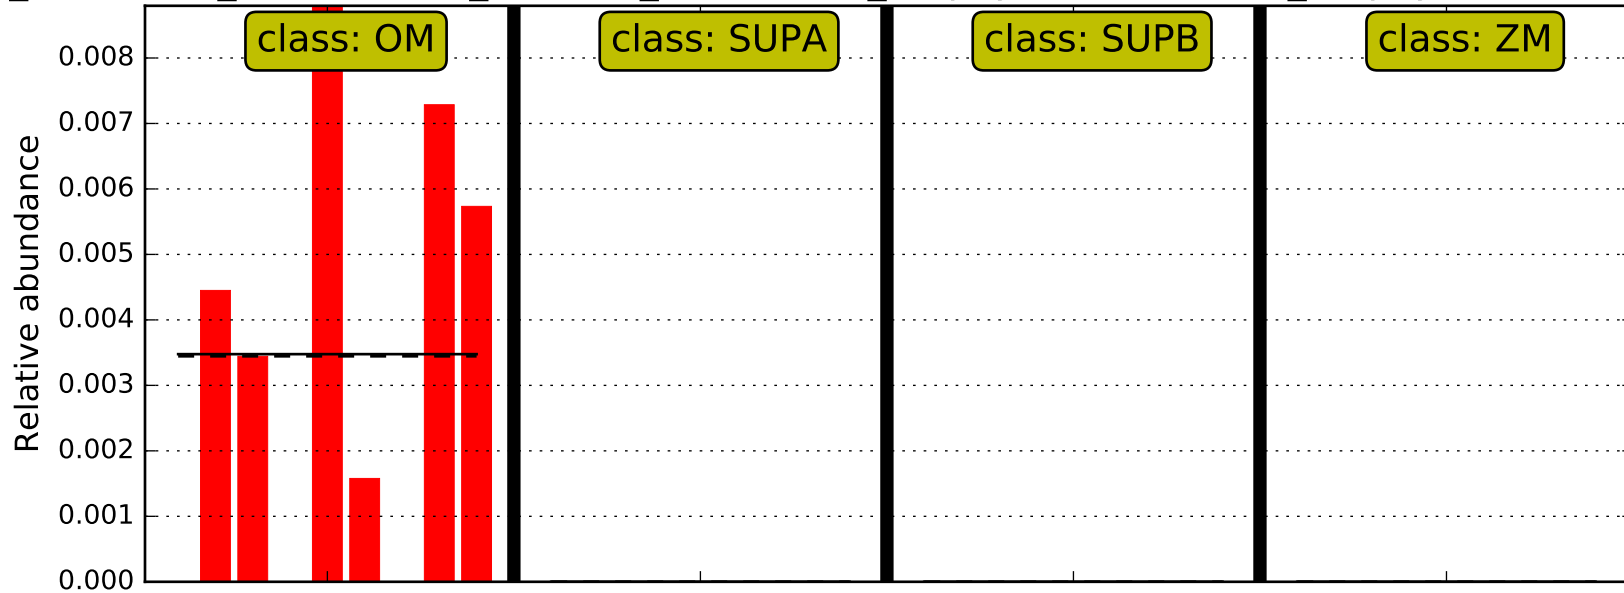 class: OM
class: SUPA
class: SUPB
class: ZM
Relative abundance
0.008
0.007
0.006
0.005
0.004
0.003
0.002
0.001
0.000